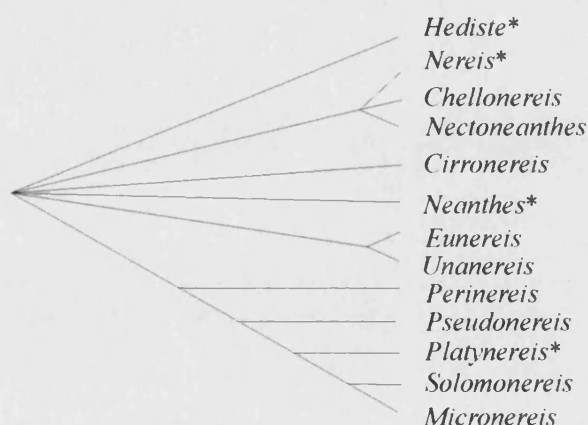 Hediste*
Nereis*
Chellonereis
Nectoneanthes
Cirronereis
Neanthes*
Eunereis
Unanereis
Perinereis
Pseudonereis
Platynereis*
Solomonereis
Micronereis